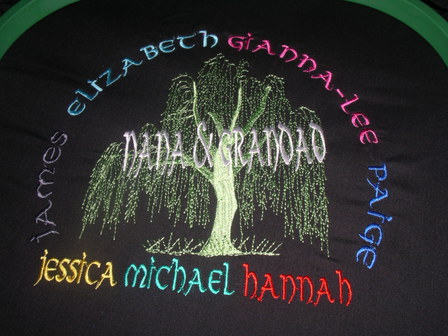 James
Elizabeth
Gianna-Lee
Paige
Nana & Grandad
Jessica Michael Hannah